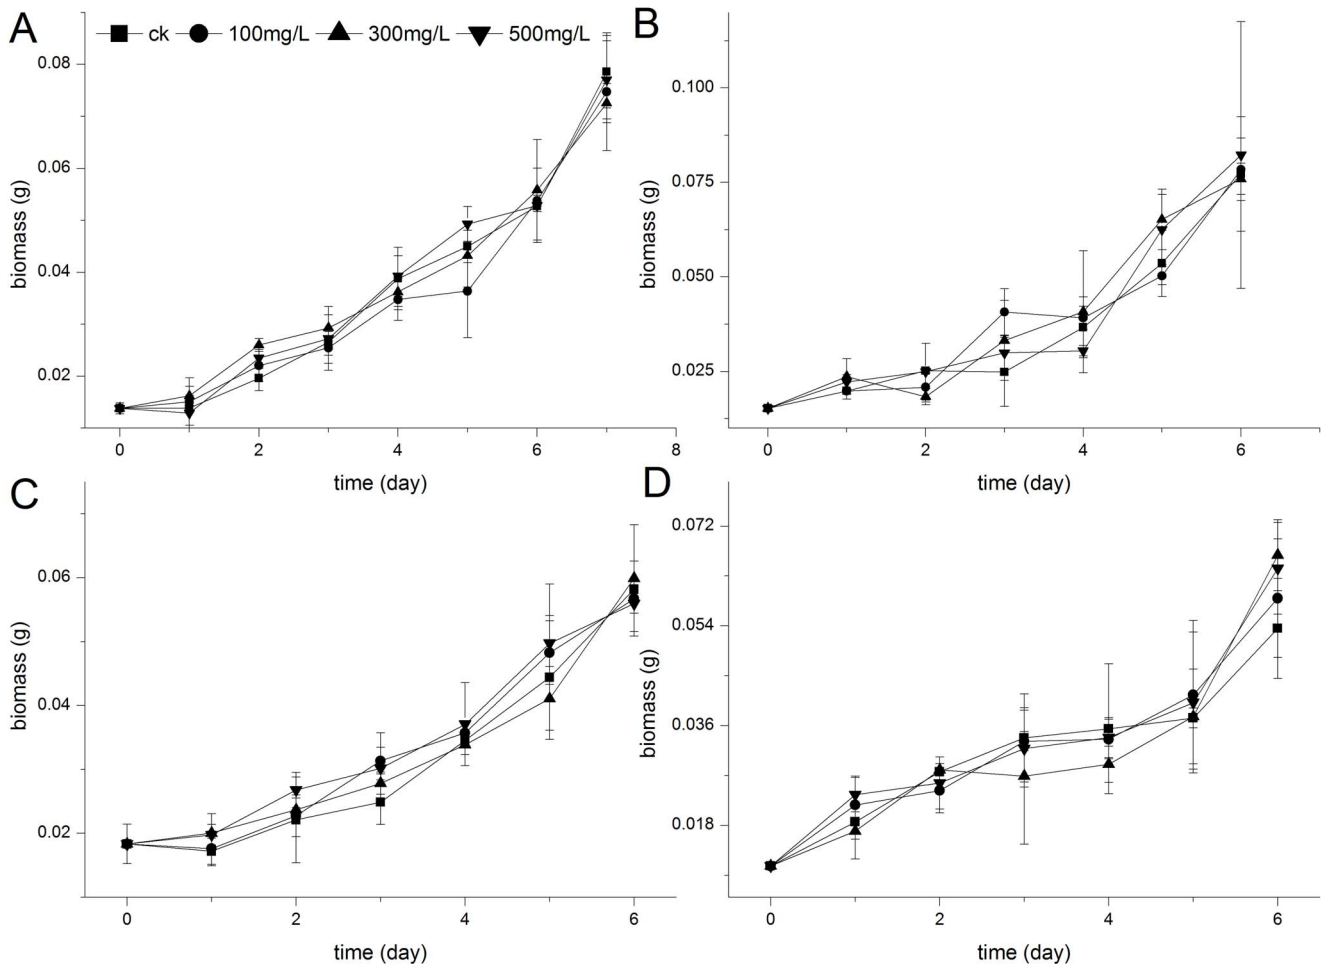 A
ck 100mg/L 300mg/L 500mg/L
0.08
0.06
0.04
0.02
biomass (g)
0 2 4 6 8
time (day)
B
0.100
0.075
0.050
0.025
biomass (g)
0 2 4 6
time (day)
C
0.06
0.04
0.02
biomass (g)
0 2 4 6
time (day)
D
0.072
0.054
0.036
0.018
biomass (g)
0 2 4 6
time (day)